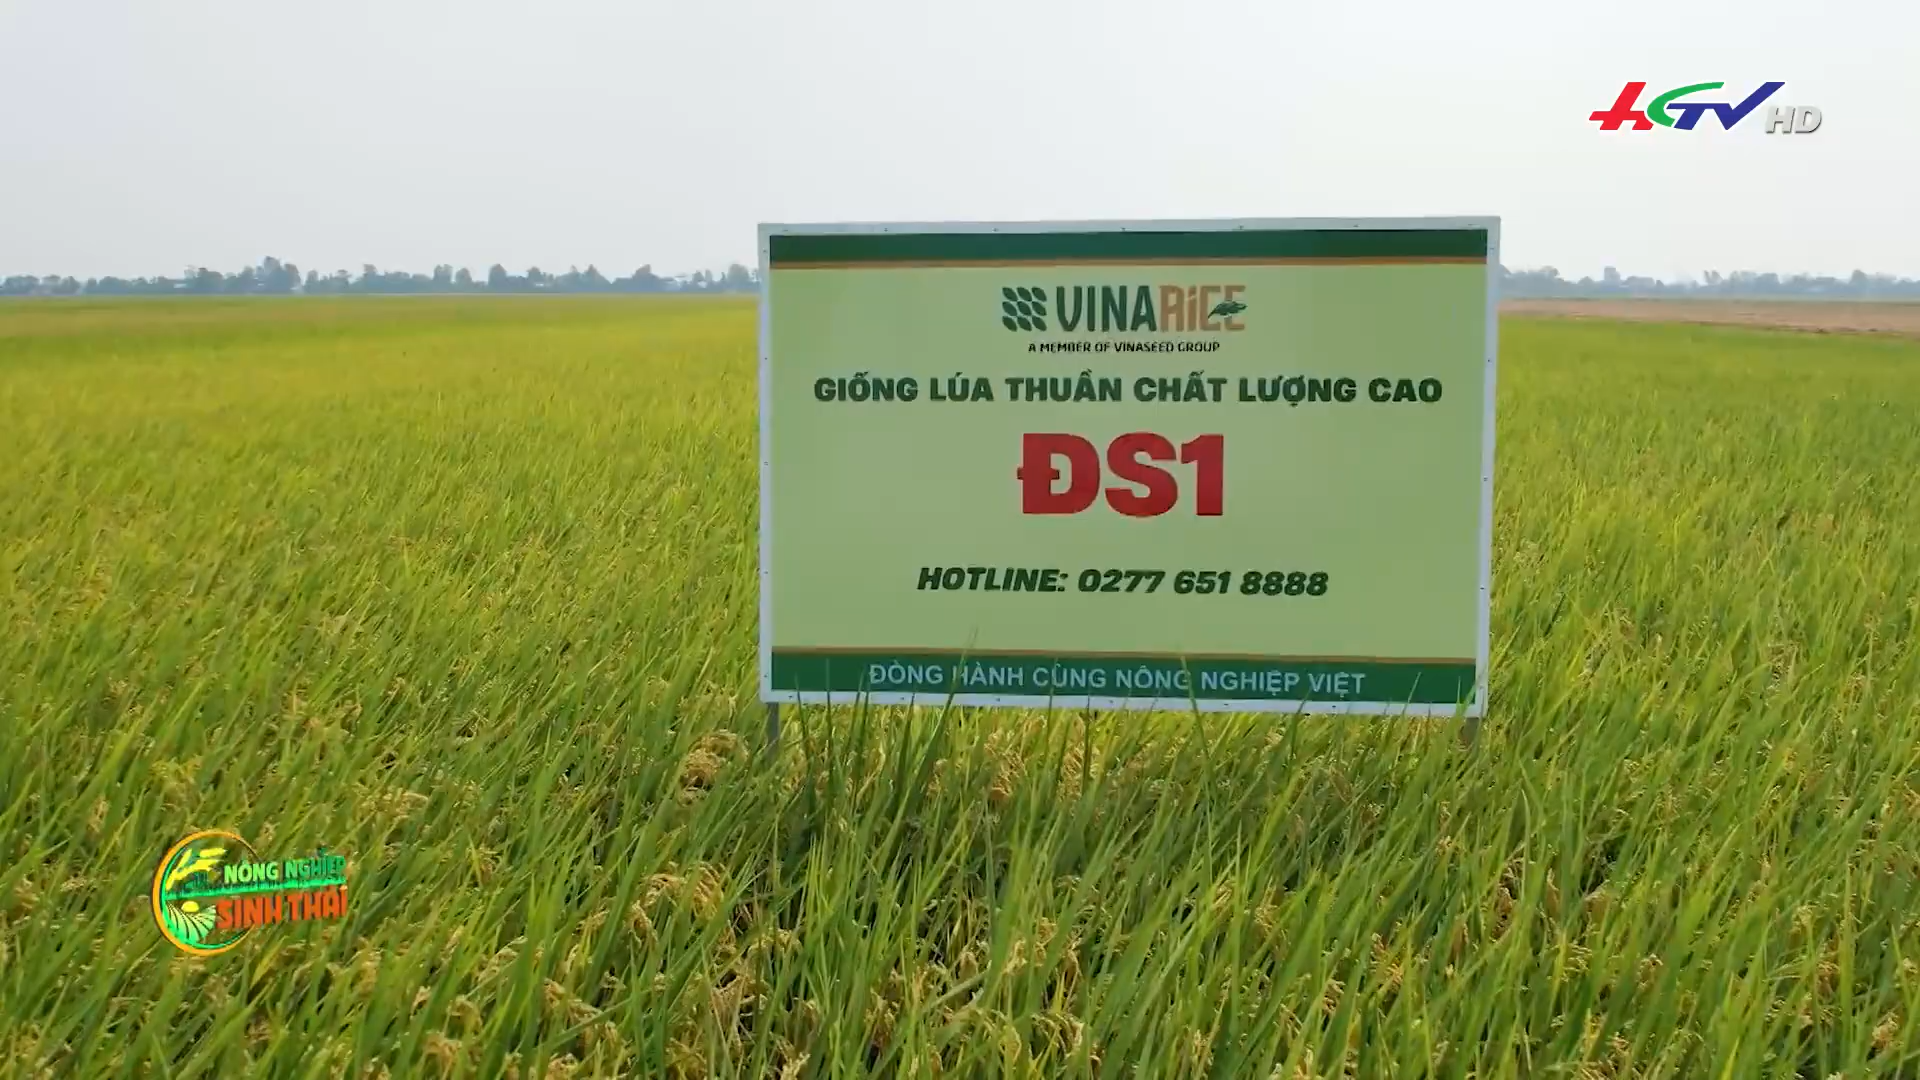 HGTV HD
VINARICE
A MEMBER OF VINASEED GROUP
GIỐNG LÚA THUẦN CHẤT LƯỢNG CAO
ĐS1
HOTLINE: 0277 651 8888
ĐỒNG HÀNH CÙNG NÔNG NGHIỆP VIỆT
NÔNG NGHIỆP
SINH THÁI